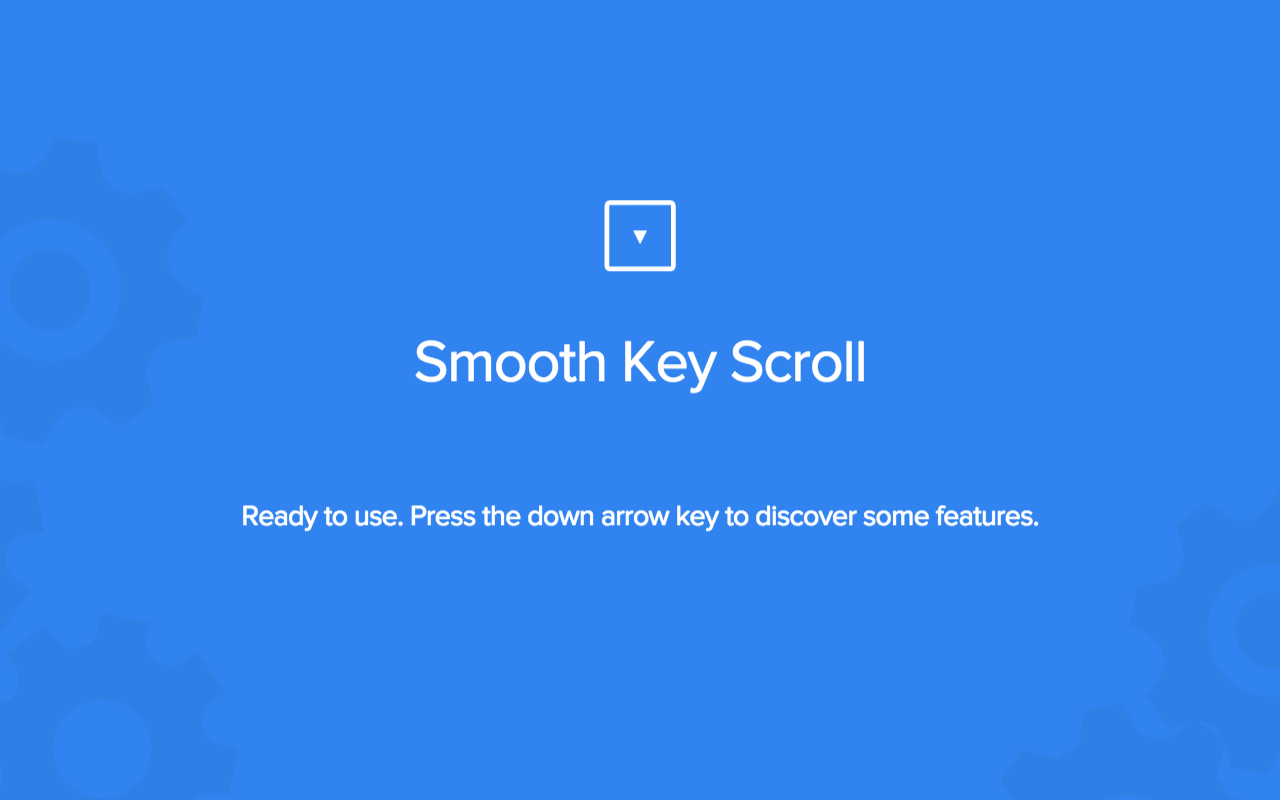 Smooth Key Scroll
Ready to use. Press the down arrow key to discover some features.